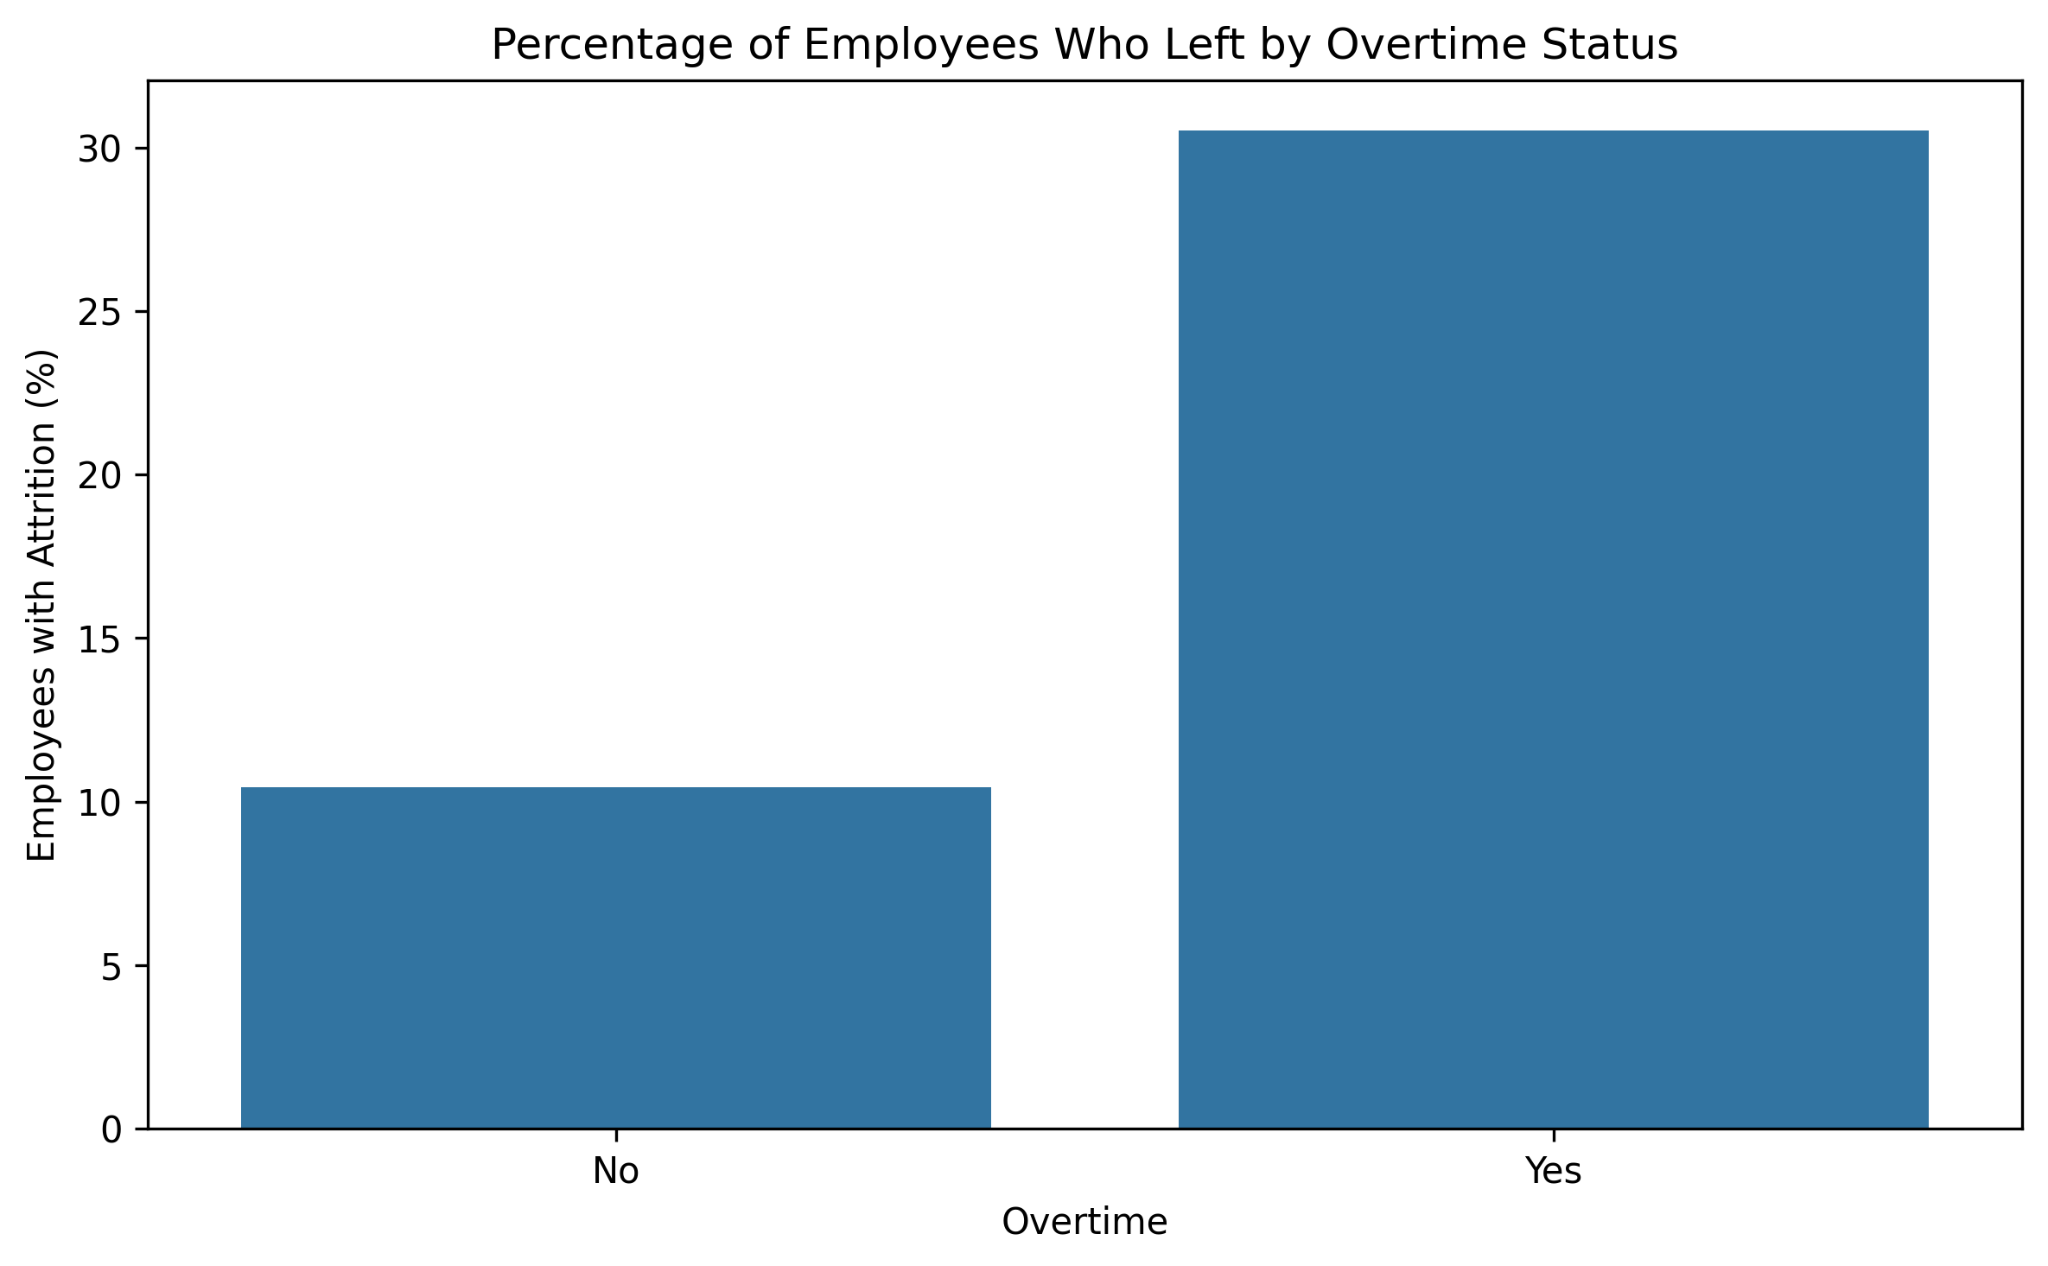 Percentage of Employees Who Left by Overtime Status
Employees with Attrition (%)
30
25
20
15
10
5
0
No
Yes
Overtime